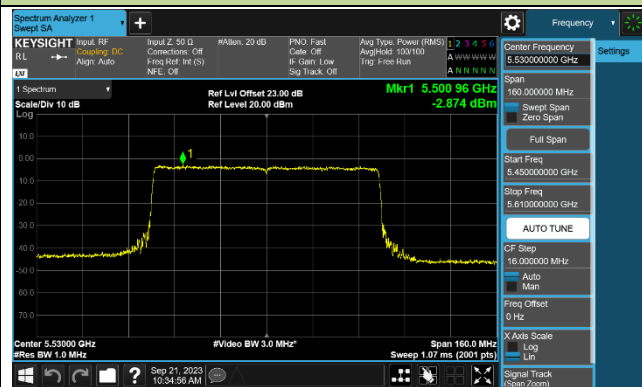 Spectrum Analyzer 1
Swept SA
Frequency
KEYSIGHT
Input: RF
Input Z: 50 Ω
#Atten: 20 dB
PNO: Fast
Avg Type: Power (RMS)
1 2 3 4 5 6
RL
Coupling: DC
Corrections: Off
Gate: Off
Avg|Hold: 100/100
A W W W W W
Align: Auto
Freq Ref: Int (S)
IF Gain: Low
Trig: Free Run
NFE: Off
Sig Track: Off
A N N N N N
LXI
1 Spectrum
Scale/Div 10 dB
Log
Ref Lvl Offset 23.00 dB
Ref Level 20.00 dBm
Mkr1 5.500 96 GHz
-2.874 dBm
10.0
0.00
-10.0
-20.0
-30.0
-40.0
-50.0
-60.0
-70.0
1
Center 5.53000 GHz
#Video BW 3.0 MHz*
Span 160.0 MHz
#Res BW 1.0 MHz
Sweep 1.07 ms (2001 pts)
Sep 21, 2023
10:34:56 AM
?
Center Frequency
5.530000000 GHz
Settings
Span
160.000000 MHz
Swept Span
Zero Span
Full Span
Start Freq
5.450000000 GHz
Stop Freq
5.610000000 GHz
AUTO TUNE
CF Step
16.000000 MHz
Auto
Man
Freq Offset
0 Hz
X Axis Scale
Log
Lin
Signal Track
(Span Zoom)